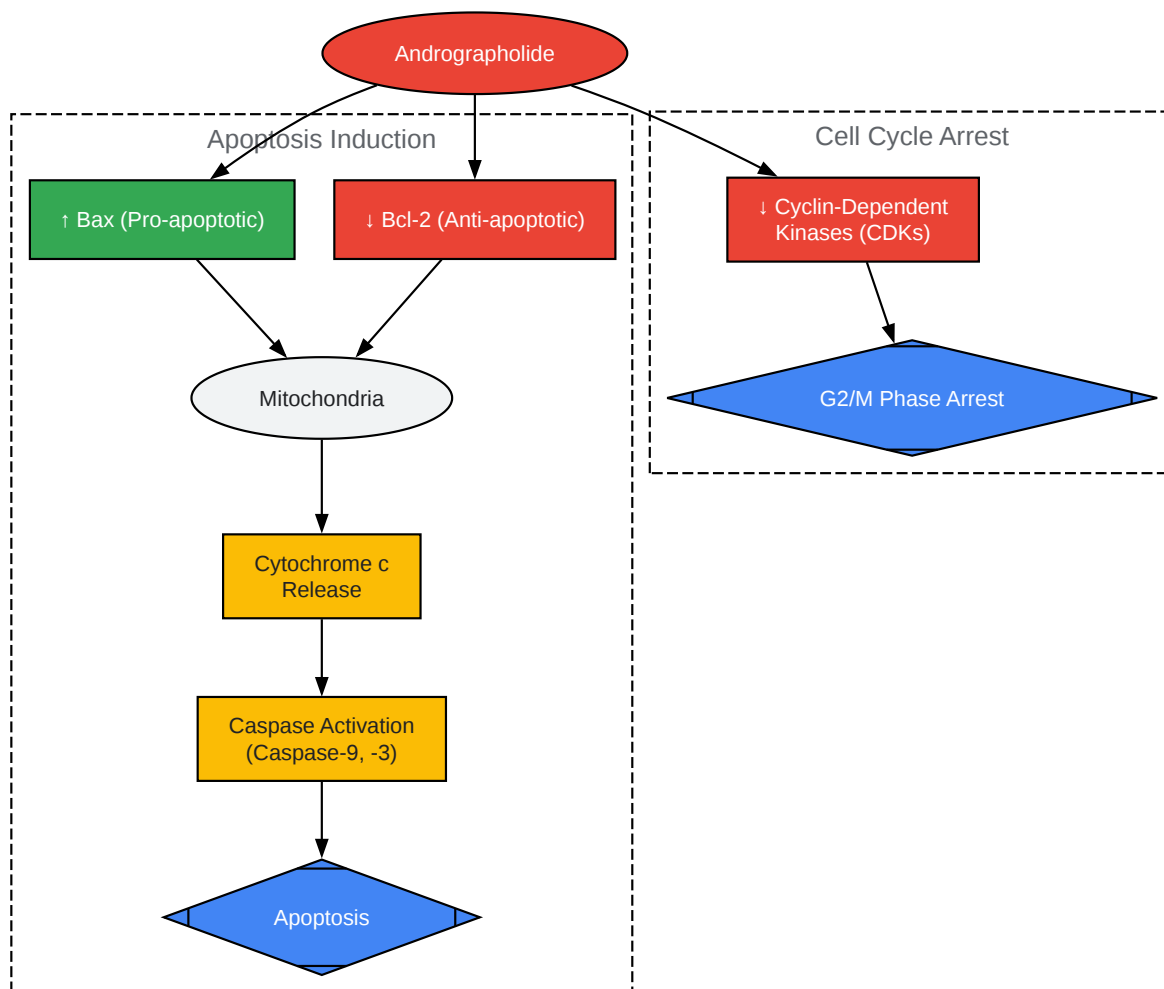 Andrographolide
Apoptosis Induction
Cell Cycle Arrest
↑ Bax (Pro-apoptotic)
↓ Bcl-2 (Anti-apoptotic)
↓ Cyclin-Dependent
Kinases (CDKs)
Mitochondria
G2/M Phase Arrest
Cytochrome c
Release
Caspase Activation
(Caspase-9, -3)
Apoptosis